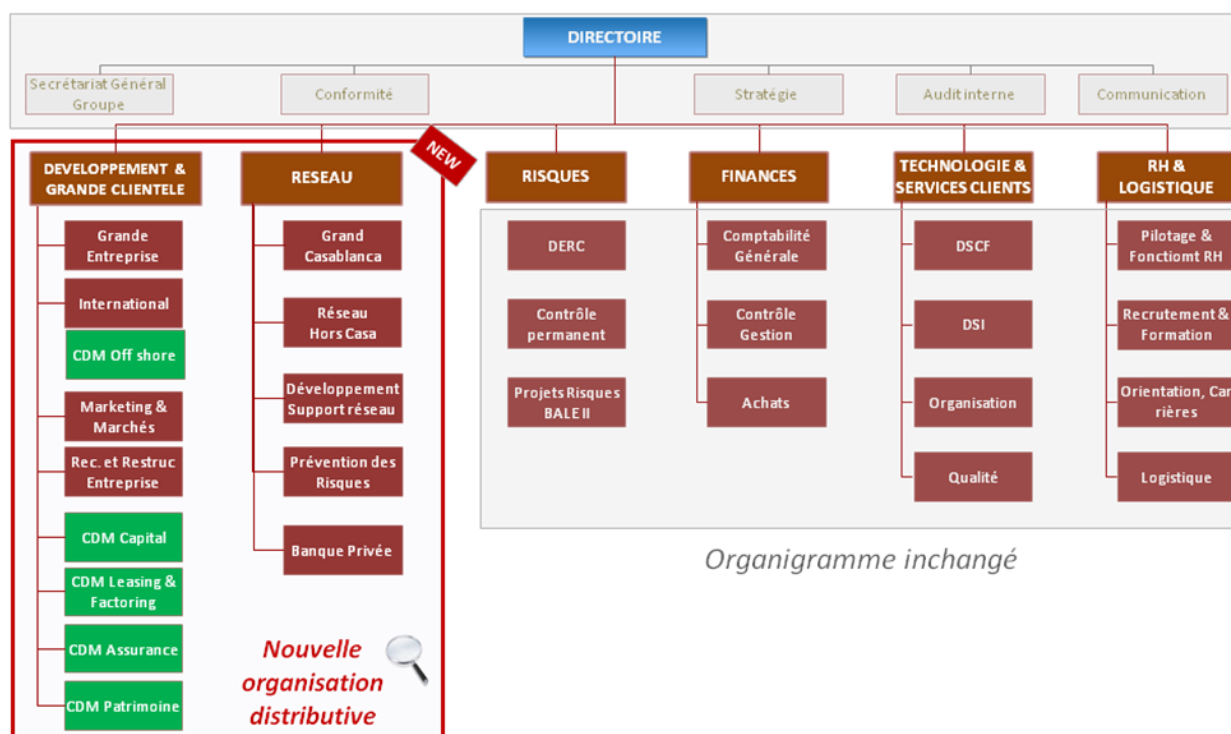 DIRECTOIRE
Secrétariat Général
Groupe
Conformité
Stratégie
Audit interne
Communication
NEW
DEVELOPPEMENT &
GRANDE CLIENTELE
Grande
Entreprise
International
CDM Off shore
Marketing &
Marchés
Rec. et Restruc
Entreprise
CDM Capital
CDM Leasing &
Factoring
CDM Assurance
CDM Patrimoine
RESEAU
Grand
Casablanca
Réseau
Hors Casa
Développement
Support réseau
Prévention des
Risques
Banque Privée
Nouvelle
organisation
distributive
RISQUES
DERC
Contrôle
permanent
Projets Risques
BALE II
FINANCES
Comptabilité
Générale
Contrôle
Gestion
Achats
TECHNOLOGIE &
SERVICES CLIENTS
DSCF
DSI
Organisation
Qualité
RH &
LOGISTIQUE
Pilotage &
Fonctiomt RH
Recrutement &
Formation
Orientation, Car
rières
Logistique
Organigramme inchangé